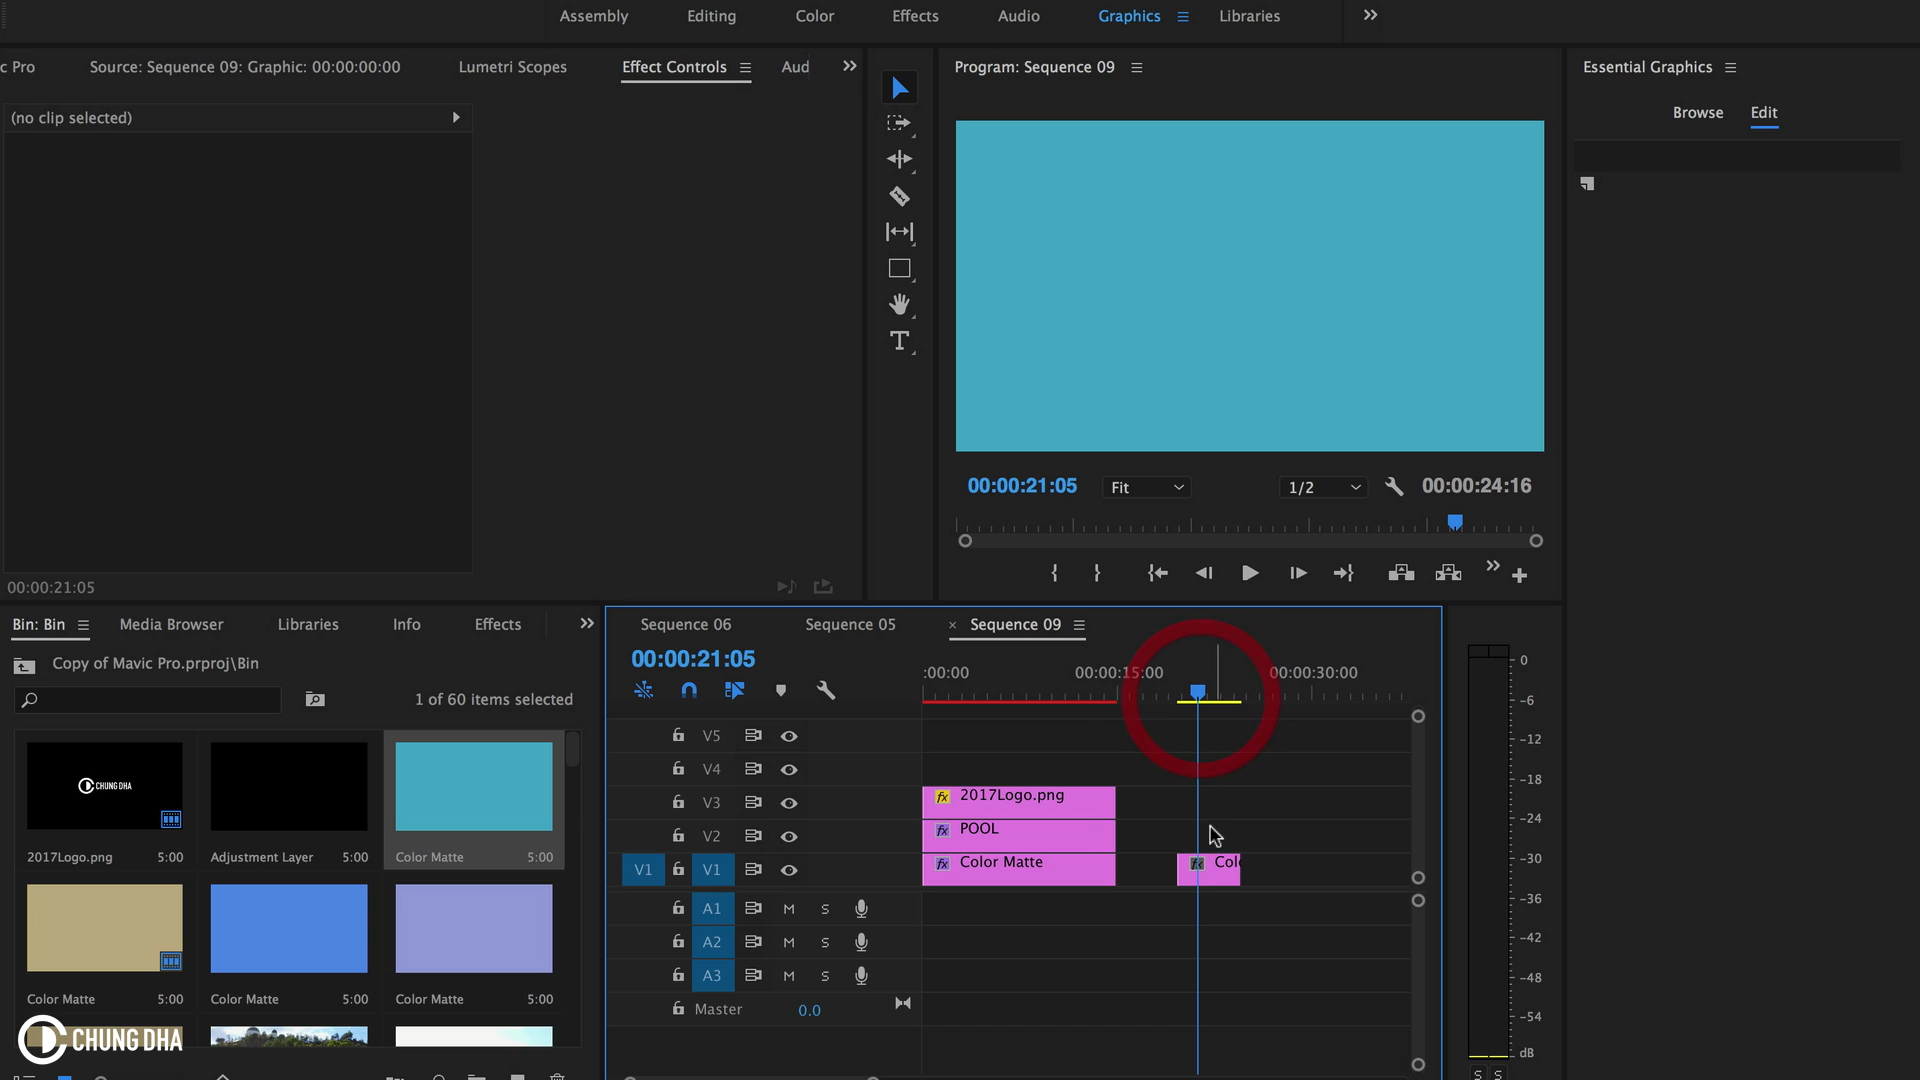 Assembly
Editing
Color
Effects
Audio
Graphics
Libraries
c Pro
Source: Sequence 09: Graphic: 00:00:00:00
Lumetri Scopes
Effect Controls
Aud
Program: Sequence 09
Essential Graphics
Browse
Edit
(no clip selected)
T
00:00:21:05
Fit
1/2
00:00:24:16
00:00:21:05
Bin: Bin
Media Browser
Libraries
Info
Effects
Sequence 06
Sequence 05
× Sequence 09
Copy of Mavic Pro.prproj\Bin
1 of 60 items selected
00:00:21:05
:00:00
00:00:15:00
00:00:30:00
CHUNG DHA
2017Logo.png 5:00
Adjustment Layer 5:00
Color Matte 5:00
Color Matte 5:00
Color Matte 5:00
Color Matte 5:00
V5
V4
V3
fx 2017Logo.png
V2
fx POOL
V1 V1
fx Color Matte
fx Col
A1 M S
A2 M S
A3 M S
Master 0.0
0
-6
-12
-18
-24
-30
-36
-42
-48
-54
dB
S S
CHUNG DHA